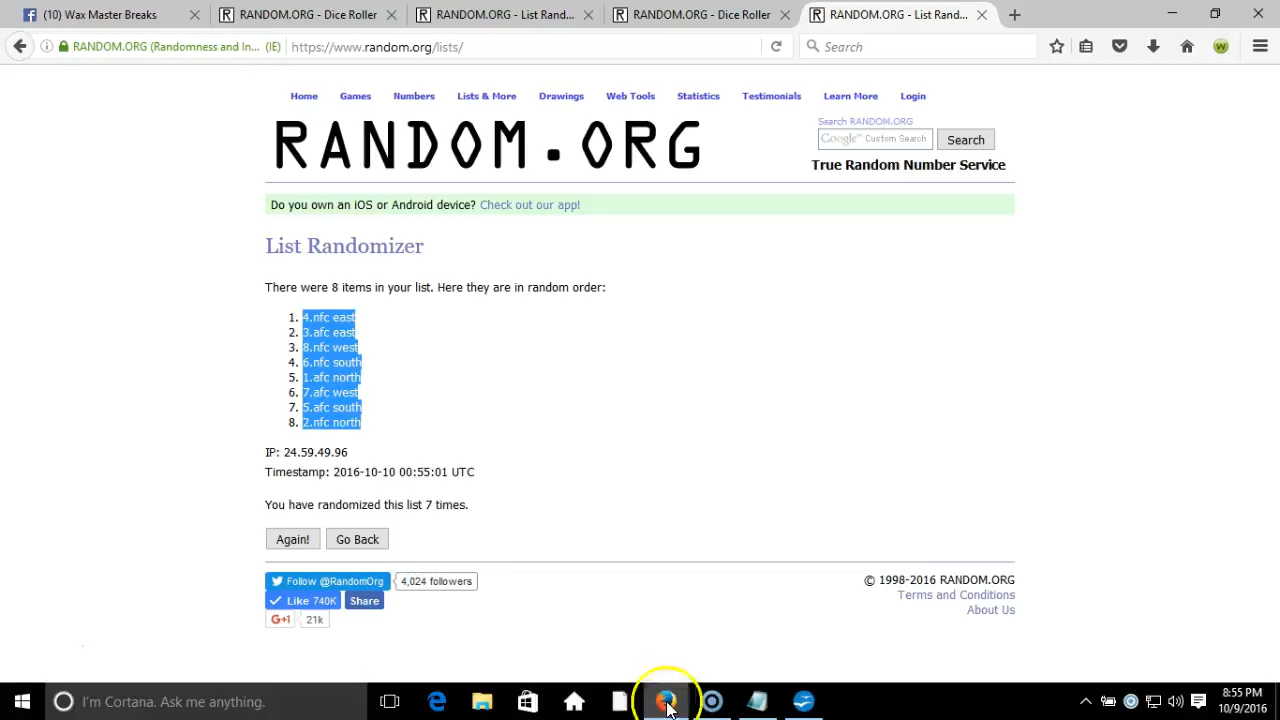 (10) Wax Master Breaks
RANDOM.ORG - Dice Roller
RANDOM.ORG - List Rand...
RANDOM.ORG - Dice Roller
RANDOM.ORG - List Rand...
RANDOM.ORG (Randomness and In... (IE)
https://www.random.org/lists/
Search
Home Games Numbers Lists & More Drawings Web Tools Statistics Testimonials Learn More Login
RANDOM.ORG
Search RANDOM.ORG
Google™ Custom Search
Search
True Random Number Service
Do you own an iOS or Android device? Check out our app!
List Randomizer
There were 8 items in your list. Here they are in random order:
1. 4.nfc east
2. 3.afc east
3. 8.nfc west
4. 6.nfc south
5. 1.afc north
6. 7.afc west
7. 5.afc south
8. 2.nfc north
IP: 24.59.49.96
Timestamp: 2016-10-10 00:55:01 UTC
You have randomized this list 7 times.
Again! Go Back
Follow @RandomOrg 4,024 followers
Like 740K Share
G+1 21k
© 1998-2016 RANDOM.ORG
Terms and Conditions
About Us
I'm Cortana. Ask me anything.
8:55 PM
10/9/2016